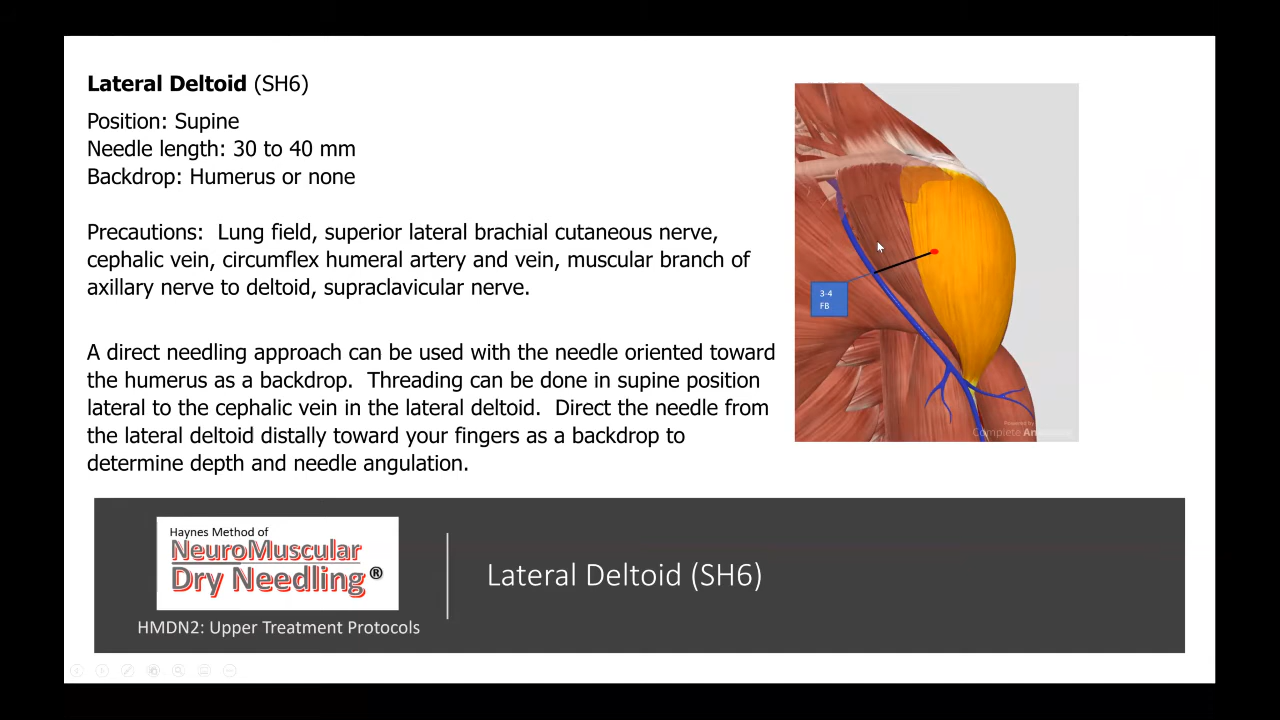 Lateral Deltoid (SH6)
Position: Supine
Needle length: 30 to 40 mm
Backdrop: Humerus or none
Precautions: Lung field, superior lateral brachial cutaneous nerve,
cephalic vein, circumflex humeral artery and vein, muscular branch of
axillary nerve to deltoid, supraclavicular nerve.
A direct needling approach can be used with the needle oriented toward
the humerus as a backdrop. Threading can be done in supine position
lateral to the cephalic vein in the lateral deltoid. Direct the needle from
the lateral deltoid distally toward your fingers as a backdrop to
determine depth and needle angulation.
3-4
FB
Powered by
Complete
Haynes Method of
NeuroMuscular
Dry Needling®
HMDN2: Upper Treatment Protocols
Lateral Deltoid (SH6)